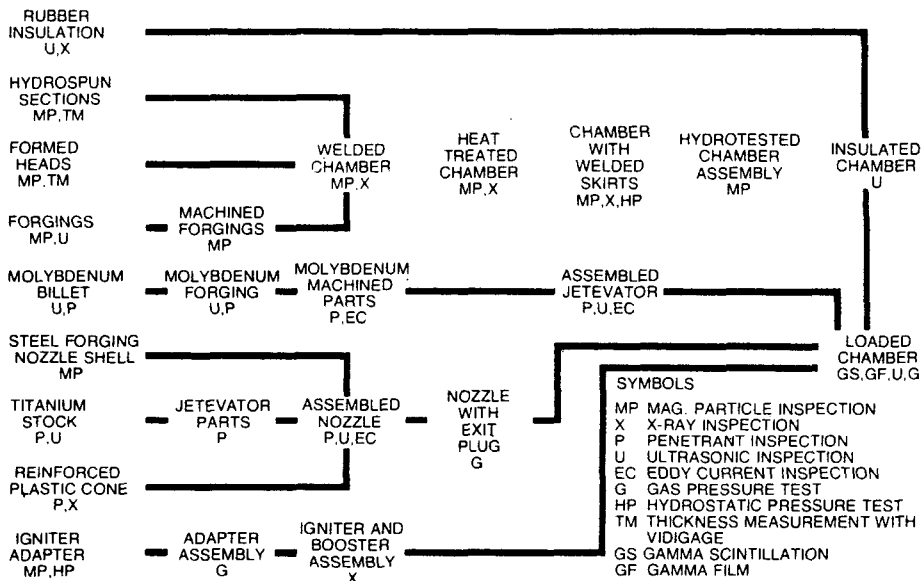 RUBBER
INSULATION
U,X
HYDROSPUN
SECTIONS
MP,TM
FORMED
HEADS
MP,TM
FORGINGS
MP,U
MACHINED
FORGINGS
MP
WELDED
CHAMBER
MP,X
HEAT
TREATED
CHAMBER
MP,X
CHAMBER
WITH
WELDED
SKIRTS
MP,X,HP
HYDROTESTED
CHAMBER
ASSEMBLY
MP
INSULATED
CHAMBER
U
MOLYBDENUM
BILLET
U,P
MOLYBDENUM
FORGING
U,P
MOLYBDENUM
MACHINED
PARTS
P,EC
ASSEMBLED
JETEVATOR
P,U,EC
STEEL FORGING
NOZZLE SHELL
MP
TITANIUM
STOCK
P,U
JETEVATOR
PARTS
P
ASSEMBLED
NOZZLE
P,U,EC
NOZZLE
WITH
EXIT
PLUG
G
LOADED
CHAMBER
GS,GF,U,G
REINFORCED
PLASTIC CONE
P,X
IGNITER
ADAPTER
MP,HP
ADAPTER
ASSEMBLY
G
IGNITER AND
BOOSTER
ASSEMBLY
X
SYMBOLS
MP MAG. PARTICLE INSPECTION
X X-RAY INSPECTION
P PENETRANT INSPECTION
U ULTRASONIC INSPECTION
EC EDDY CURRENT INSPECTION
G GAS PRESSURE TEST
HP HYDROSTATIC PRESSURE TEST
TM THICKNESS MEASUREMENT WITH
VIDIGAGE
GS GAMMA SCINTILLATION
GF GAMMA FILM